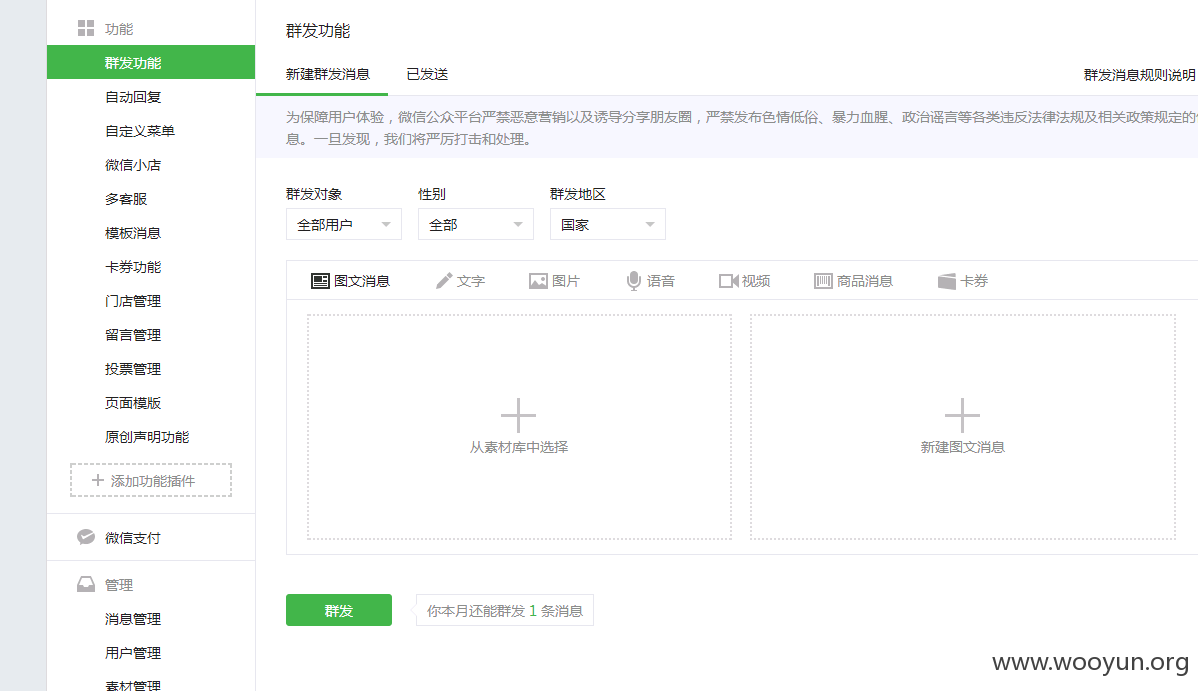 功能
群发功能
自动回复
自定义菜单
微信小店
多客服
模板消息
卡券功能
门店管理
留言管理
投票管理
页面模版
原创声明功能
添加功能插件
微信支付
管理
消息管理
用户管理
素材管理
群发功能
新建群发消息 已发送 群发消息规则说明
为保障用户体验，微信公众平台严禁恶意营销以及诱导分享朋友圈，严禁发布色情低俗、暴力血腥、政治谣言等各类违反法律法规及相关政策规定的
息。一旦发现，我们将严厉打击和处理。
群发对象 性别 群发地区
全部用户 全部 国家
图文消息 文字 图片 语音 视频 商品消息 卡券
从素材库中选择 新建图文消息
群发 你本月还能群发 1 条消息
www.wooyun.org